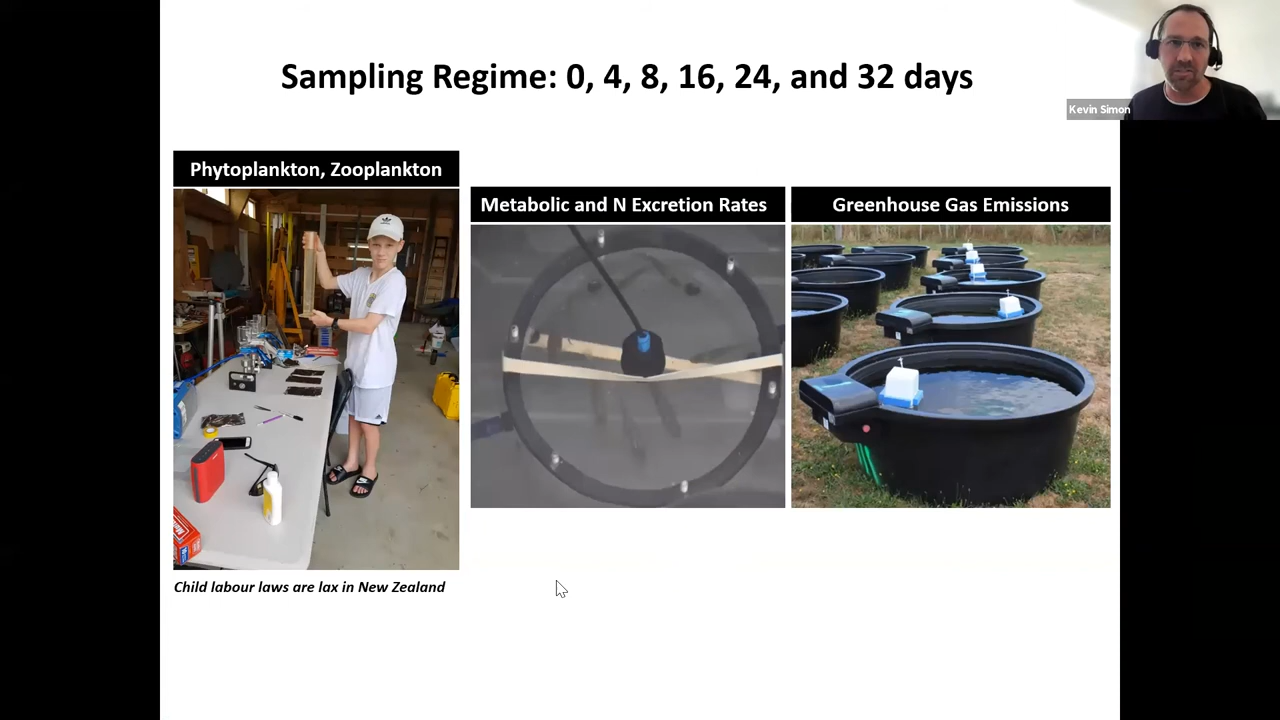 Sampling Regime: 0, 4, 8, 16, 24, and 32 days
Kevin Simon
Phytoplankton, Zooplankton
Metabolic and N Excretion Rates
Greenhouse Gas Emissions
Child labour laws are lax in New Zealand